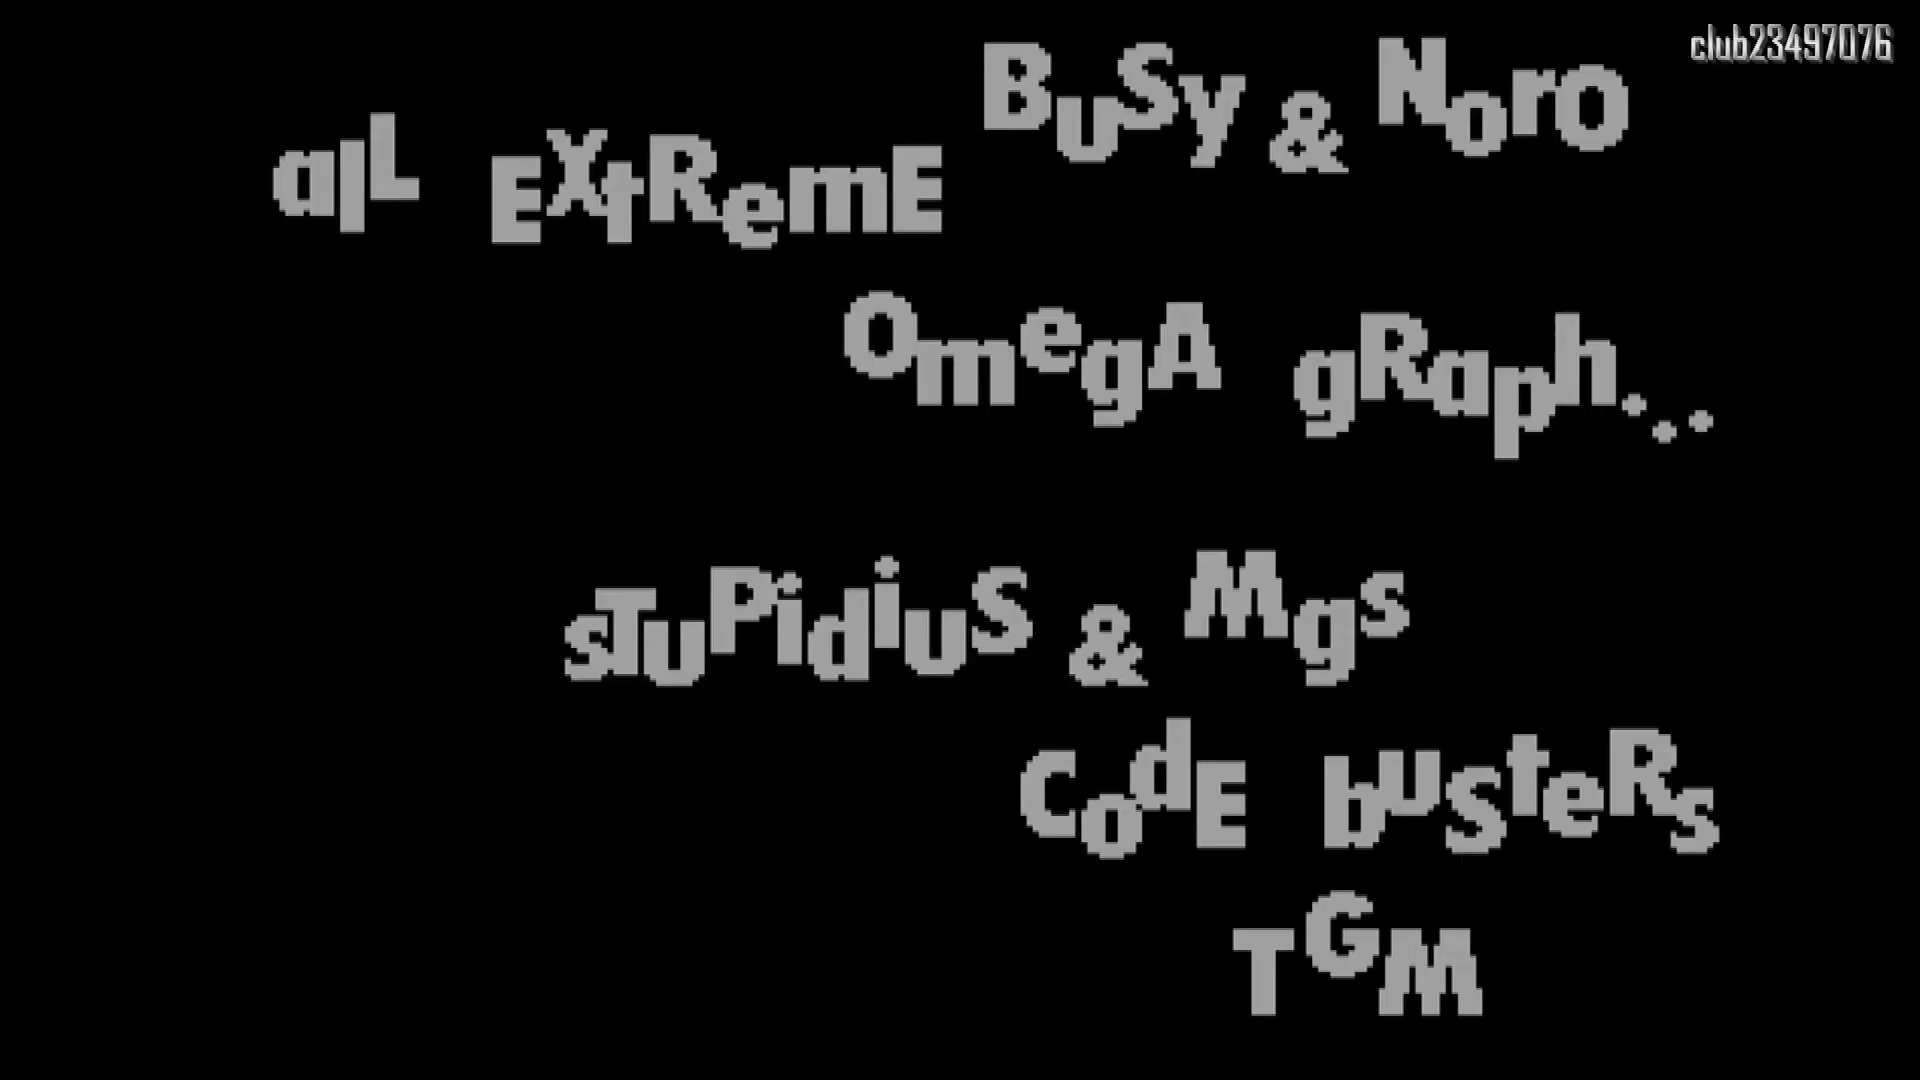 club23497076
BuSy & NorO
alL EXtRemE
OmegA gRaph...
sTuPidiuS & Mgs
CodE busteRs
TGM